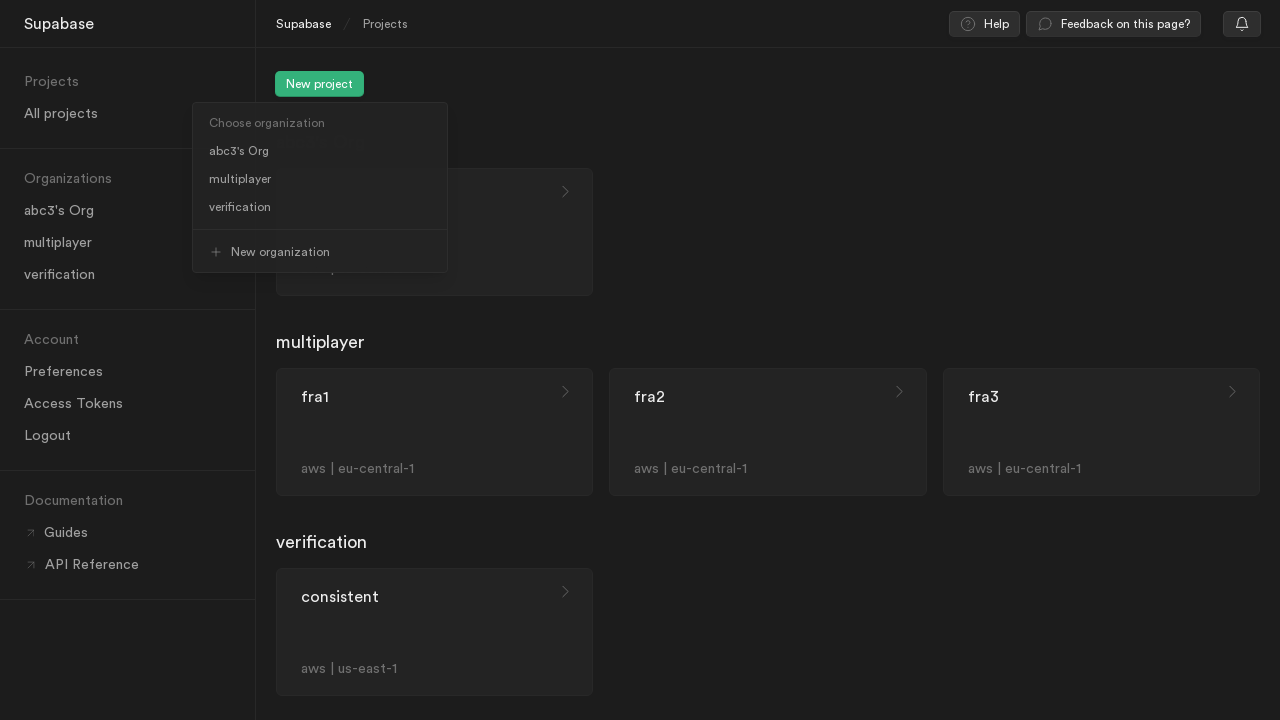 Supabase
Supabase / Projects
Help
Feedback on this page?
Projects
All projects
Organizations
abc3's Org
multiplayer
verification
Account
Preferences
Access Tokens
Logout
Documentation
Guides
API Reference
New project
Choose organization
abc3's Org
multiplayer
verification
New organization
multiplayer
fra1
aws | eu-central-1
fra2
aws | eu-central-1
fra3
aws | eu-central-1
verification
consistent
aws | us-east-1